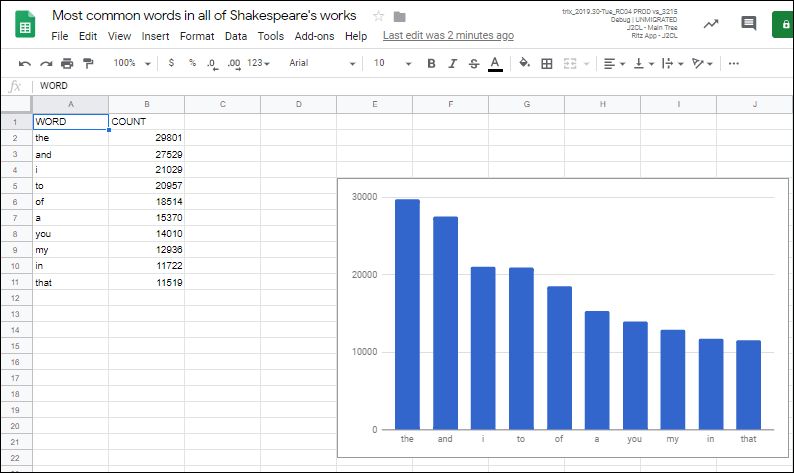 Most common words in all of Shakespeare's works
trix_2019.30-Tue_RC04 PROD vs_3215
Debug | UNMIGRATED
J2CL - Main Tree
Ritz App - J2CL
File Edit View Insert Format Data Tools Add-ons Help Last edit was 2 minutes ago
100% $ % .0 .00 123 Arial 10 B I S A
fx WORD
A B C D E F G H I J
1 WORD COUNT
2 the 29801
3 and 27529
4 i 21029
5 to 20957
6 of 18514
7 a 15370
8 you 14010
9 my 12936
10 in 11722
11 that 11519
12
13
14
15
16
17
18
19
20
21
22
30000
20000
10000
0
the and i to of a you my in that